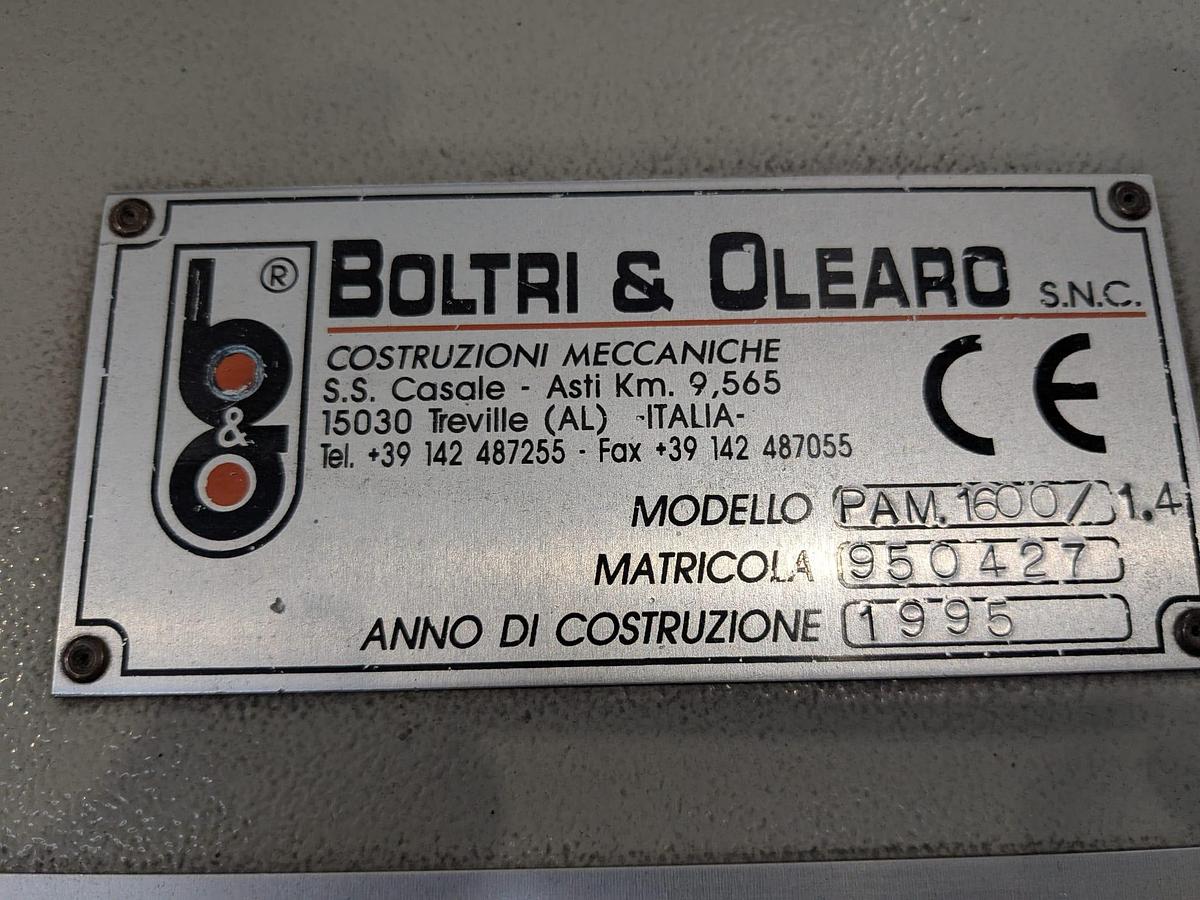 b & a ®
BOLTRI & OLEARO S.N.C.
COSTRUZIONI MECCANICHE
S.S. Casale - Asti Km. 9,565
15030 Treville (AL) -ITALIA-
Tel. +39 142 487255 - Fax +39 142 487055
CE
MODELLO PAM.1600/1.4
MATRICOLA 950427
ANNO DI COSTRUZIONE 1995